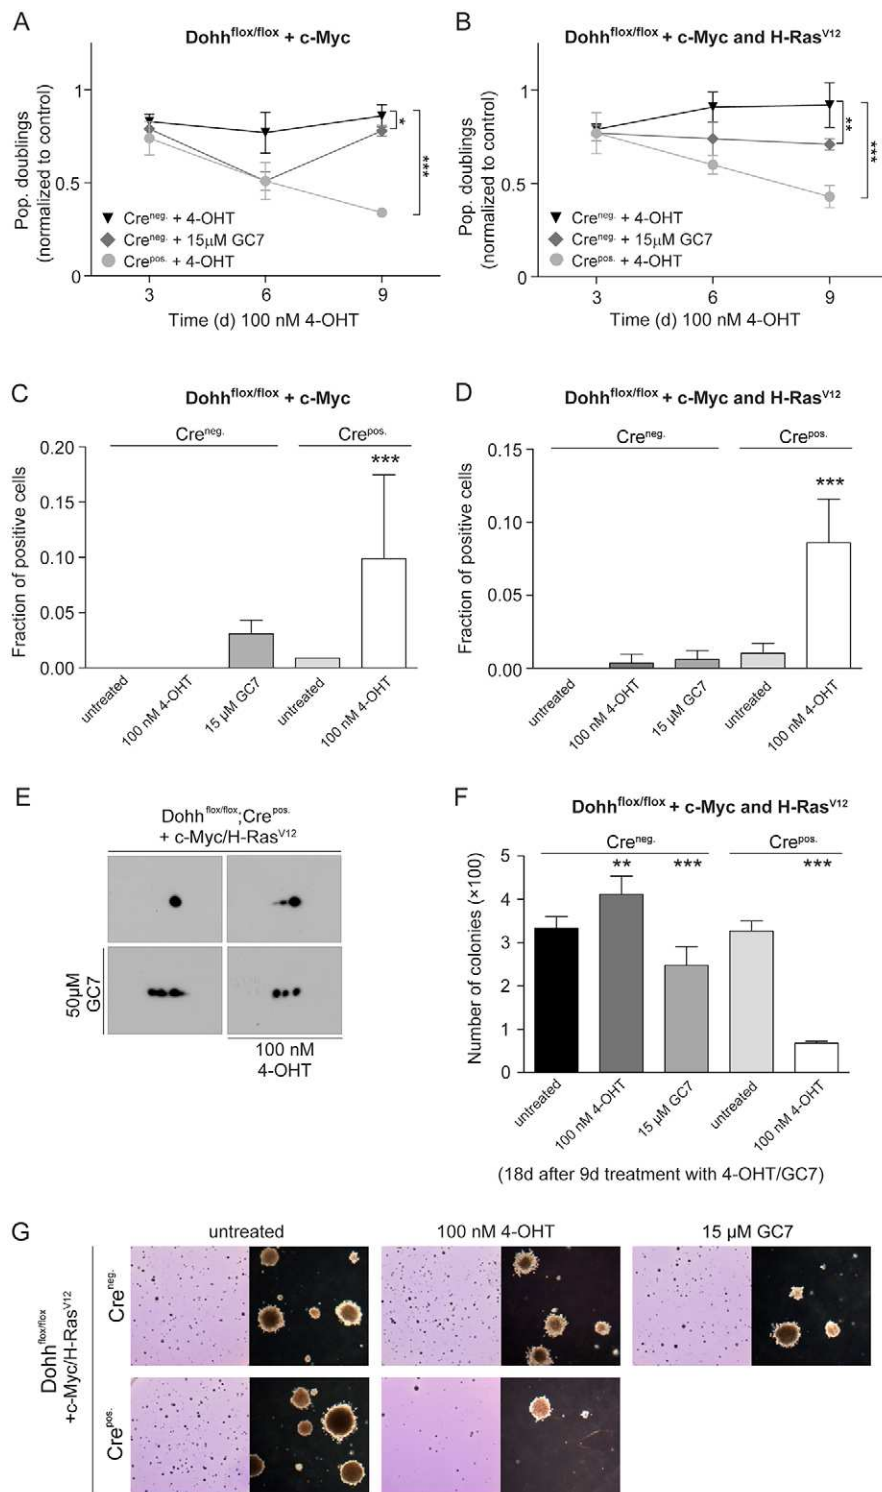 A
Dohh^flox/flox + c-Myc
Pop. doublings
(normalized to control)
1
0.5
0
*
***
Cre^neg. + 4-OHT
Cre^neg. + 15µM GC7
Cre^pos. + 4-OHT
3 6 9
Time (d) 100 nM 4-OHT
B
Dohh^flox/flox + c-Myc and H-Ras^V12
Pop. doublings
(normalized to control)
1
0.5
0
**
***
Cre^neg. + 4-OHT
Cre^neg. + 15µM GC7
Cre^pos. + 4-OHT
3 6 9
Time (d) 100 nM 4-OHT
C
Dohh^flox/flox + c-Myc
Cre^neg. Cre^pos.
***
Fraction of positive cells
0.20
0.15
0.10
0.05
0.00
untreated
100 nM 4-OHT
15 µM GC7
untreated
100 nM 4-OHT
D
Dohh^flox/flox + c-Myc and H-Ras^V12
Cre^neg. Cre^pos.
***
Fraction of positive cells
0.15
0.10
0.05
0.00
untreated
100 nM 4-OHT
15 µM GC7
untreated
100 nM 4-OHT
E
Dohh^flox/flox;Cre^pos.
+ c-Myc/H-Ras^V12
50µM
GC7
100 nM
4-OHT
F
Dohh^flox/flox + c-Myc and H-Ras^V12
Cre^neg. Cre^pos.
** *** ***
Number of colonies (×100)
5
4
3
2
1
0
untreated
100 nM 4-OHT
15 µM GC7
untreated
100 nM 4-OHT
(18d after 9d treatment with 4-OHT/GC7)
G
untreated 100 nM 4-OHT 15 µM GC7
Dohh^flox/flox
+c-Myc/H-Ras^V12
Cre^neg.
Cre^pos.